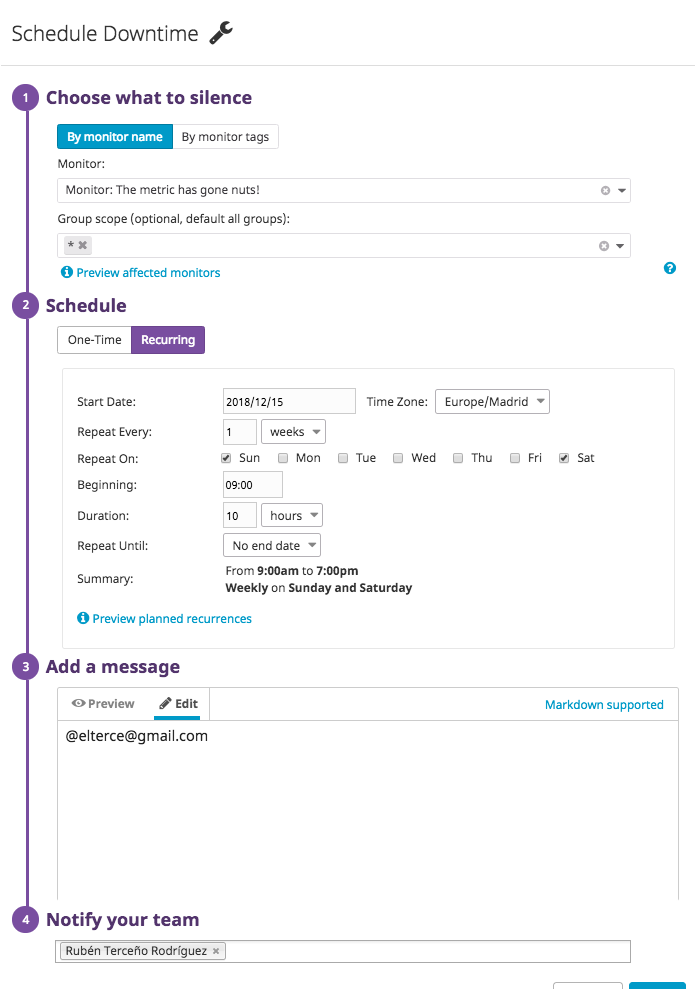 Schedule Downtime
1 Choose what to silence
By monitor name By monitor tags
Monitor:
Monitor: The metric has gone nuts!
Group scope (optional, default all groups):
*
Preview affected monitors
2 Schedule
One-Time Recurring
Start Date: 2018/12/15 Time Zone: Europe/Madrid
Repeat Every: 1 weeks
Repeat On: Sun Mon Tue Wed Thu Fri Sat
Beginning: 09:00
Duration: 10 hours
Repeat Until: No end date
Summary: From 9:00am to 7:00pm
Weekly on Sunday and Saturday
Preview planned recurrences
3 Add a message
Preview Edit Markdown supported
@elterce@gmail.com
4 Notify your team
Rubén Terceño Rodríguez ×